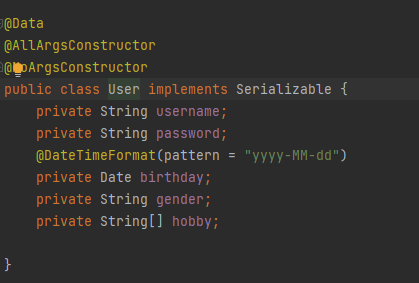 @Data
@AllArgsConstructor
@NoArgsConstructor
public class User implements Serializable {
    private String username;
    private String password;
    @DateTimeFormat(pattern = "yyyy-MM-dd")
    private Date birthday;
    private String gender;
    private String[] hobby;
}